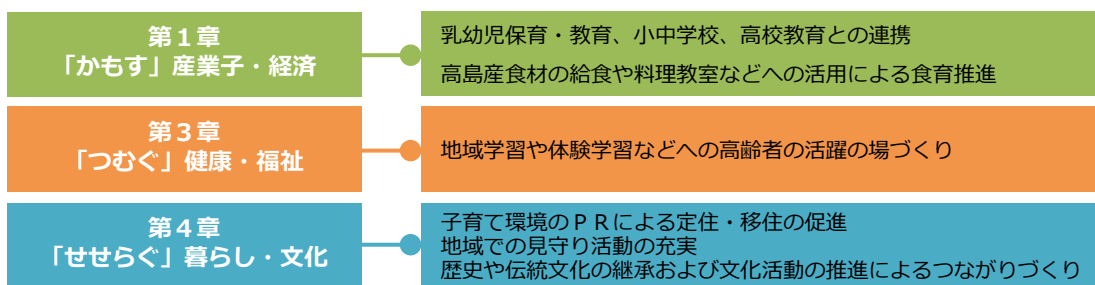 第１章
「かもす」産業子・経済
乳幼児保育・教育、小中学校、高校教育との連携
高島産食材の給食や料理教室などへの活用による食育推進
第３章
「つむぐ」健康・福祉
地域学習や体験学習などへの高齢者の活躍の場づくり
第４章
「せせらぐ」暮らし・文化
子育て環境のＰＲによる定住・移住の促進
地域での見守り活動の充実
歴史や伝統文化の継承および文化活動の推進によるつながりづくり